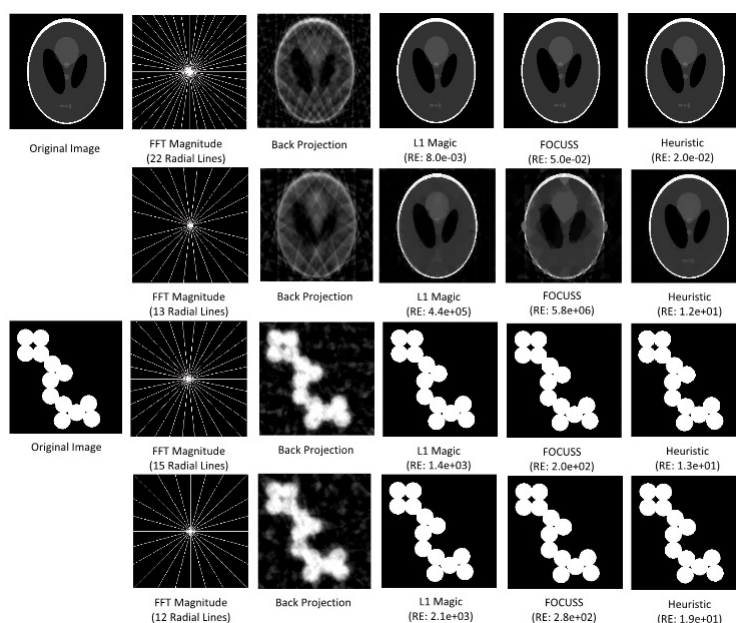 Original Image
FFT Magnitude
(22 Radial Lines)
Back Projection
L1 Magic
(RE: 8.0e-03)
FOCUSS
(RE: 5.0e-02)
Heuristic
(RE: 2.0e-02)
FFT Magnitude
(13 Radial Lines)
Back Projection
L1 Magic
(RE: 4.4e+05)
FOCUSS
(RE: 5.8e+06)
Heuristic
(RE: 1.2e+01)
Original Image
FFT Magnitude
(15 Radial Lines)
Back Projection
L1 Magic
(RE: 1.4e+03)
FOCUSS
(RE: 2.0e+02)
Heuristic
(RE: 1.3e+01)
FFT Magnitude
(12 Radial Lines)
Back Projection
L1 Magic
(RE: 2.1e+03)
FOCUSS
(RE: 2.8e+02)
Heuristic
(RE: 1.9e+01)